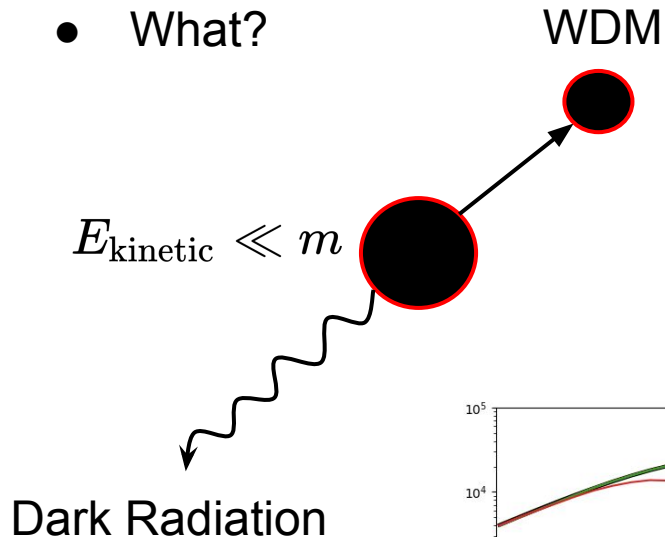 • What?
WDM
E_kinetic ≪ m
Dark Radiation
10^5
10^4